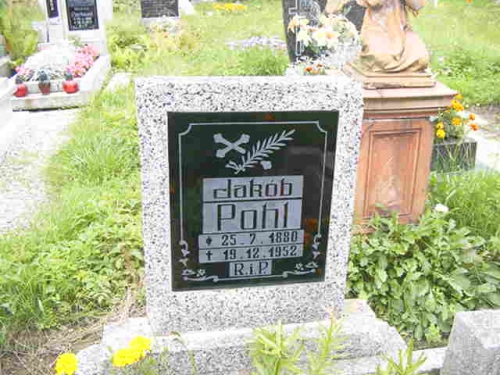 Jakób
Pohl
* 25.7.1880
† 19.12.1952
R.i.P.